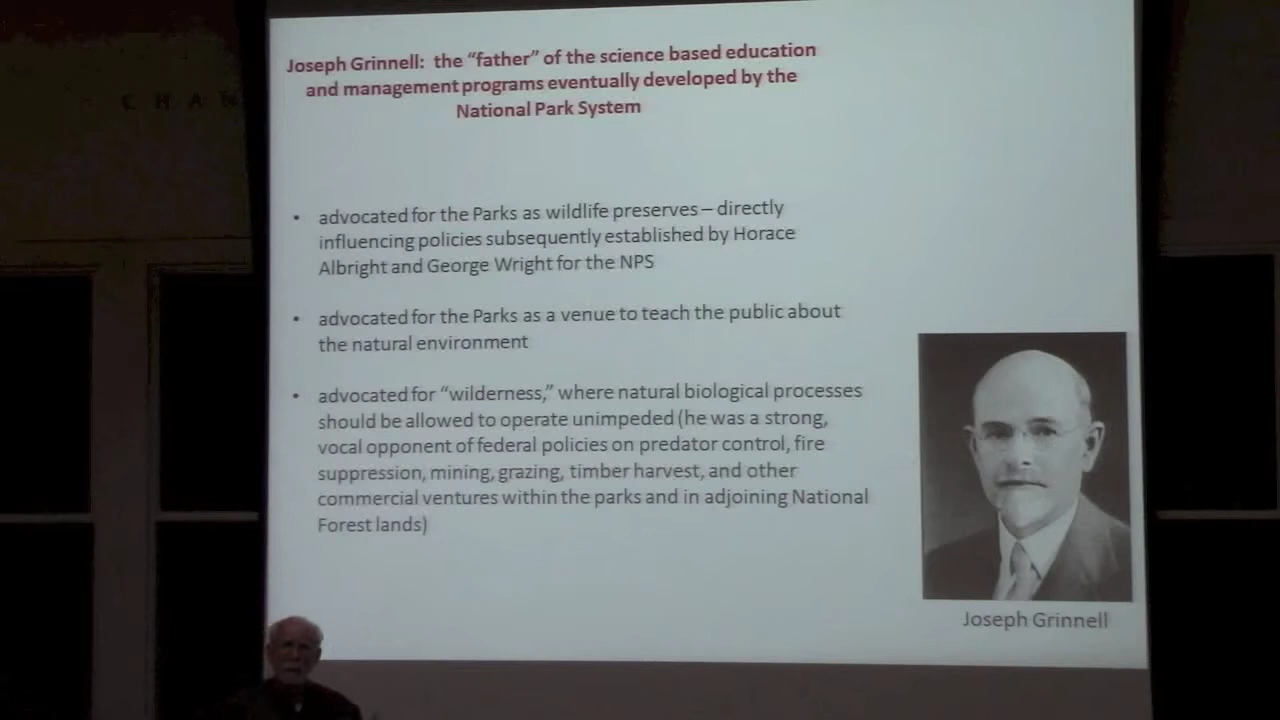 Joseph Grinnell: the “father” of the science based education
and management programs eventually developed by the
National Park System
CHAN
• advocated for the Parks as wildlife preserves – directly
influencing policies subsequently established by Horace
Albright and George Wright for the NPS
• advocated for the Parks as a venue to teach the public about
the natural environment
• advocated for “wilderness,” where natural biological processes
should be allowed to operate unimpeded (he was a strong,
vocal opponent of federal policies on predator control, fire
suppression, mining, grazing, timber harvest, and other
commercial ventures within the parks and in adjoining National
Forest lands)
Joseph Grinnell